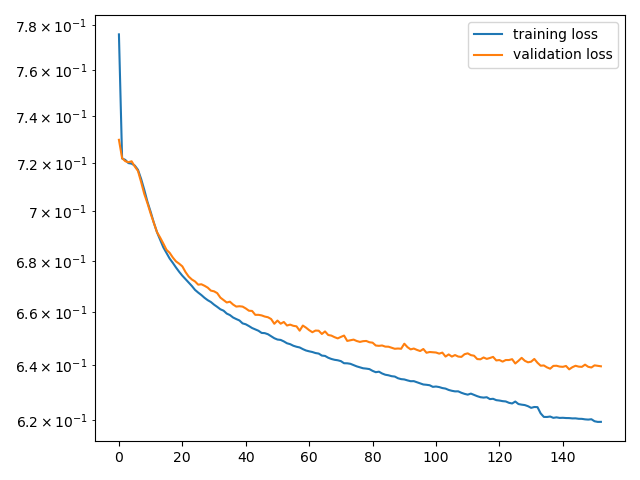 7.8 × 10⁻¹
7.6 × 10⁻¹
7.4 × 10⁻¹
7.2 × 10⁻¹
7 × 10⁻¹
6.8 × 10⁻¹
6.6 × 10⁻¹
6.4 × 10⁻¹
6.2 × 10⁻¹
training loss
validation loss
0 20 40 60 80 100 120 140